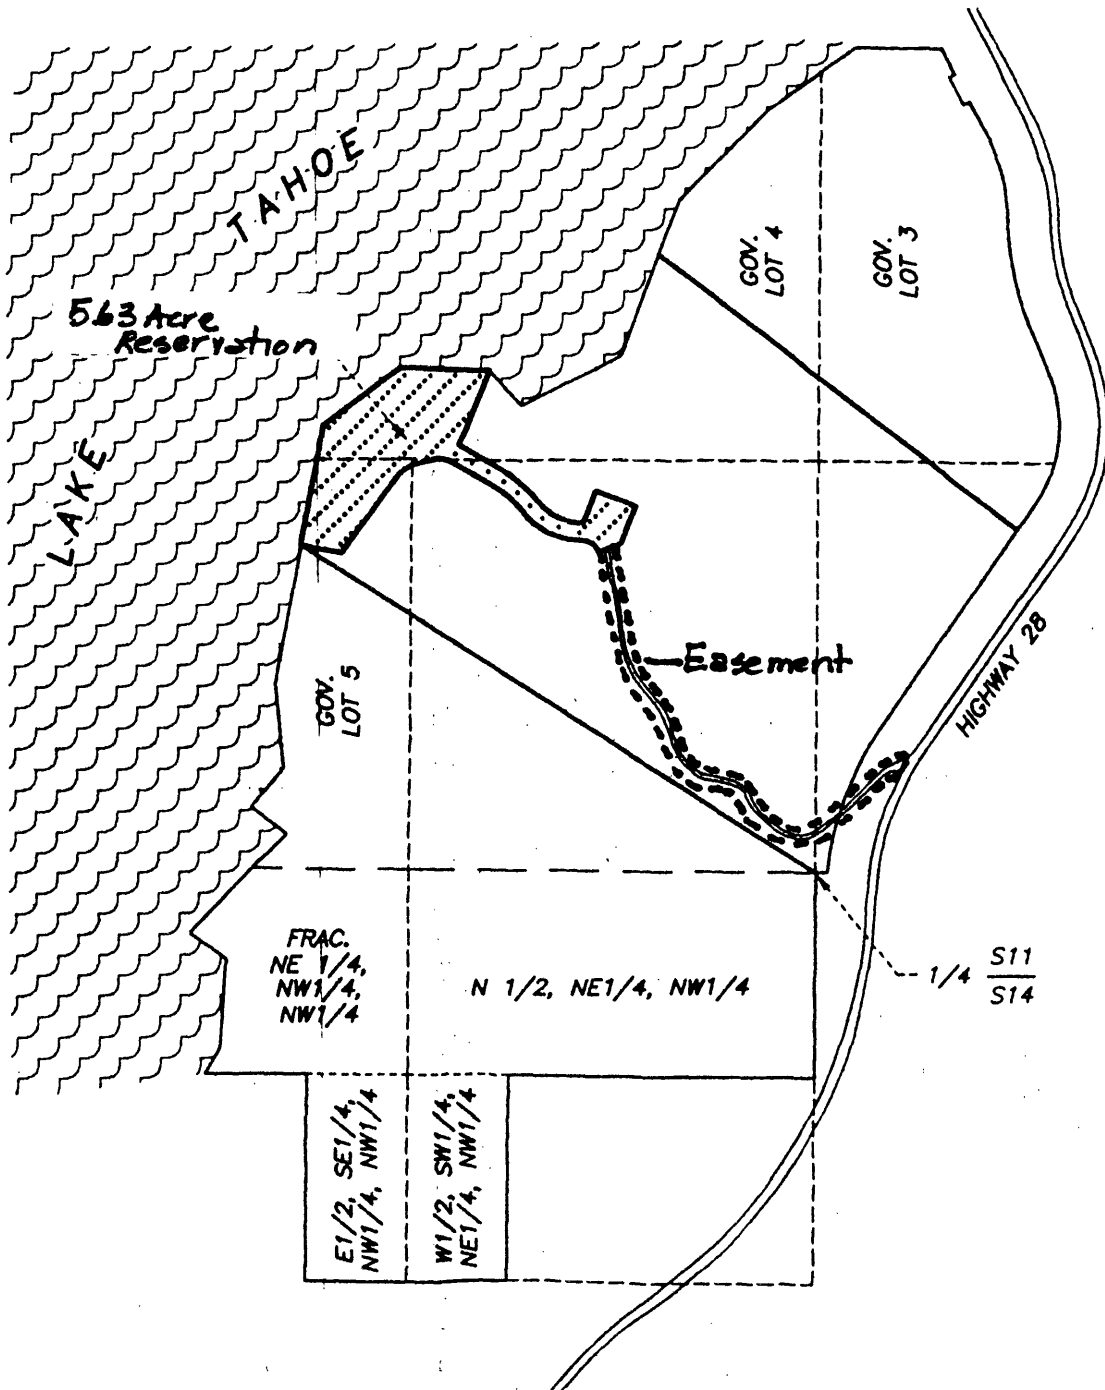 LAKE TAHOE
5.63 Acre
Reservation
GOV.
LOT 4
GOV.
LOT 3
Easement
HIGHWAY 28
GOV.
LOT 5
FRAC.
NE 1/4,
NW1/4,
NW1/4
N 1/2, NE1/4, NW1/4
1/4 S11
S14
E1/2, SE1/4,
NW1/4, NW1/4
W1/2, SW1/4,
NE1/4, NW1/4